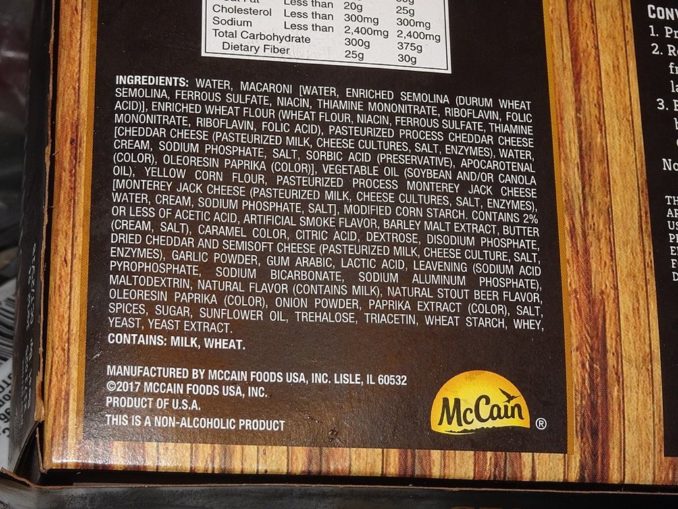 Less than 20g 25g
Cholesterol Less than 300mg 300mg
Sodium Less than 2,400mg 2,400mg
Total Carbohydrate 300g 375g
Dietary Fiber 25g 30g
INGREDIENTS: WATER, MACARONI [WATER, ENRICHED SEMOLINA (DURUM WHEAT
SEMOLINA, FERROUS SULFATE, NIACIN, THIAMINE MONONITRATE, RIBOFLAVIN, FOLIC
ACID)], ENRICHED WHEAT FLOUR (WHEAT FLOUR, NIACIN, FERROUS SULFATE, THIAMINE
MONONITRATE, RIBOFLAVIN, FOLIC ACID), PASTEURIZED PROCESS CHEDDAR CHEESE
[CHEDDAR CHEESE (PASTEURIZED MILK, CHEESE CULTURES, SALT, ENZYMES), WATER,
CREAM, SODIUM PHOSPHATE, SALT, SORBIC ACID (PRESERVATIVE), APOCAROTENAL
(COLOR), OLEORESIN PAPRIKA (COLOR)], VEGETABLE OIL (SOYBEAN AND/OR CANOLA
OIL), YELLOW CORN FLOUR, PASTEURIZED PROCESS MONTEREY JACK CHEESE
[MONTEREY JACK CHEESE (PASTEURIZED MILK, CHEESE CULTURES, SALT, ENZYMES),
WATER, CREAM, SODIUM PHOSPHATE, SALT], MODIFIED CORN STARCH. CONTAINS 2%
OR LESS OF ACETIC ACID, ARTIFICIAL SMOKE FLAVOR, BARLEY MALT EXTRACT, BUTTER
(CREAM, SALT), CARAMEL COLOR, CITRIC ACID, DEXTROSE, DISODIUM PHOSPHATE,
DRIED CHEDDAR AND SEMISOFT CHEESE (PASTEURIZED MILK, CHEESE CULTURE, SALT,
ENZYMES), GARLIC POWDER, GUM ARABIC, LACTIC ACID, LEAVENING (SODIUM ACID
PYROPHOSPHATE, SODIUM BICARBONATE, SODIUM ALUMINUM PHOSPHATE),
MALTODEXTRIN, NATURAL FLAVOR (CONTAINS MILK), NATURAL STOUT BEER FLAVOR,
OLEORESIN PAPRIKA (COLOR), ONION POWDER, PAPRIKA EXTRACT (COLOR), SALT,
SPICES, SUGAR, SUNFLOWER OIL, TREHALOSE, TRIACETIN, WHEAT STARCH, WHEY,
YEAST, YEAST EXTRACT.
CONTAINS: MILK, WHEAT.
MANUFACTURED BY MCCAIN FOODS USA, INC. LISLE, IL 60532
©2017 MCCAIN FOODS USA, INC.
PRODUCT OF U.S.A.
THIS IS A NON-ALCOHOLIC PRODUCT
McCain ®
1.
2.
3.